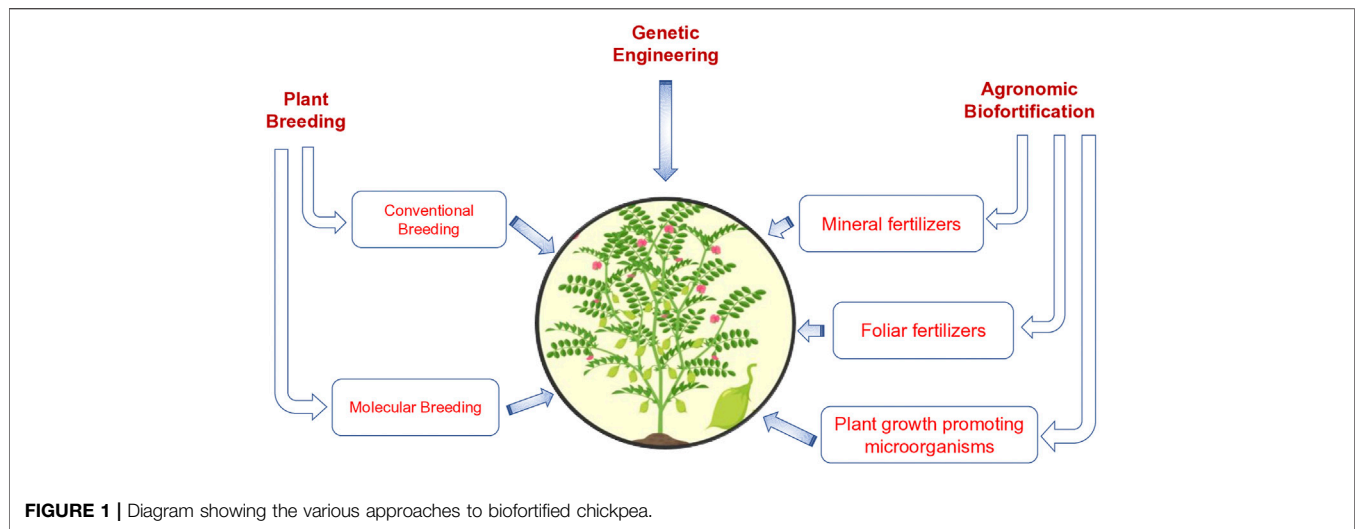 Genetic
Engineering
Plant
Breeding
Agronomic
Biofortification
Conventional
Breeding
Mineral fertilizers
Foliar fertilizers
Molecular Breeding
Plant growth promoting
microorganisms
FIGURE 1 | Diagram showing the various approaches to biofortified chickpea.